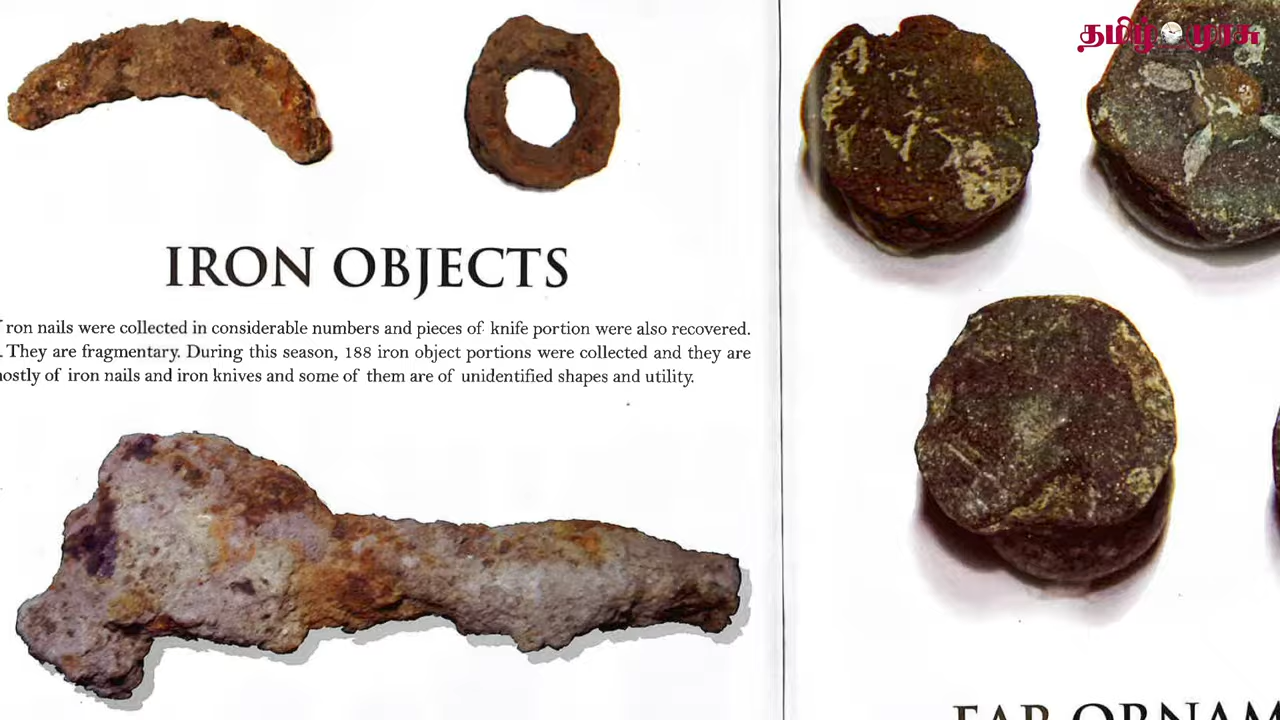 தமிழ் முரசு
IRON OBJECTS
ron nails were collected in considerable numbers and pieces of knife portion were also recovered.
. They are fragmentary. During this season, 188 iron object portions were collected and they are
ostly of iron nails and iron knives and some of them are of unidentified shapes and utility.
EAR ORNAM